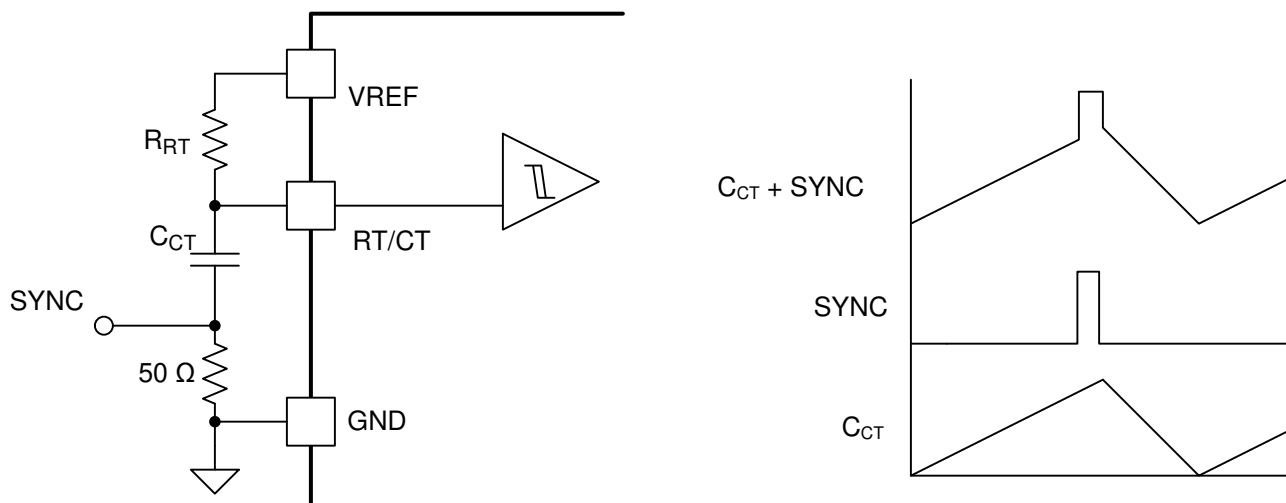 VREF
R_RT
C_CT
RT/CT
SYNC
50 Ω
GND
C_CT + SYNC
SYNC
C_CT